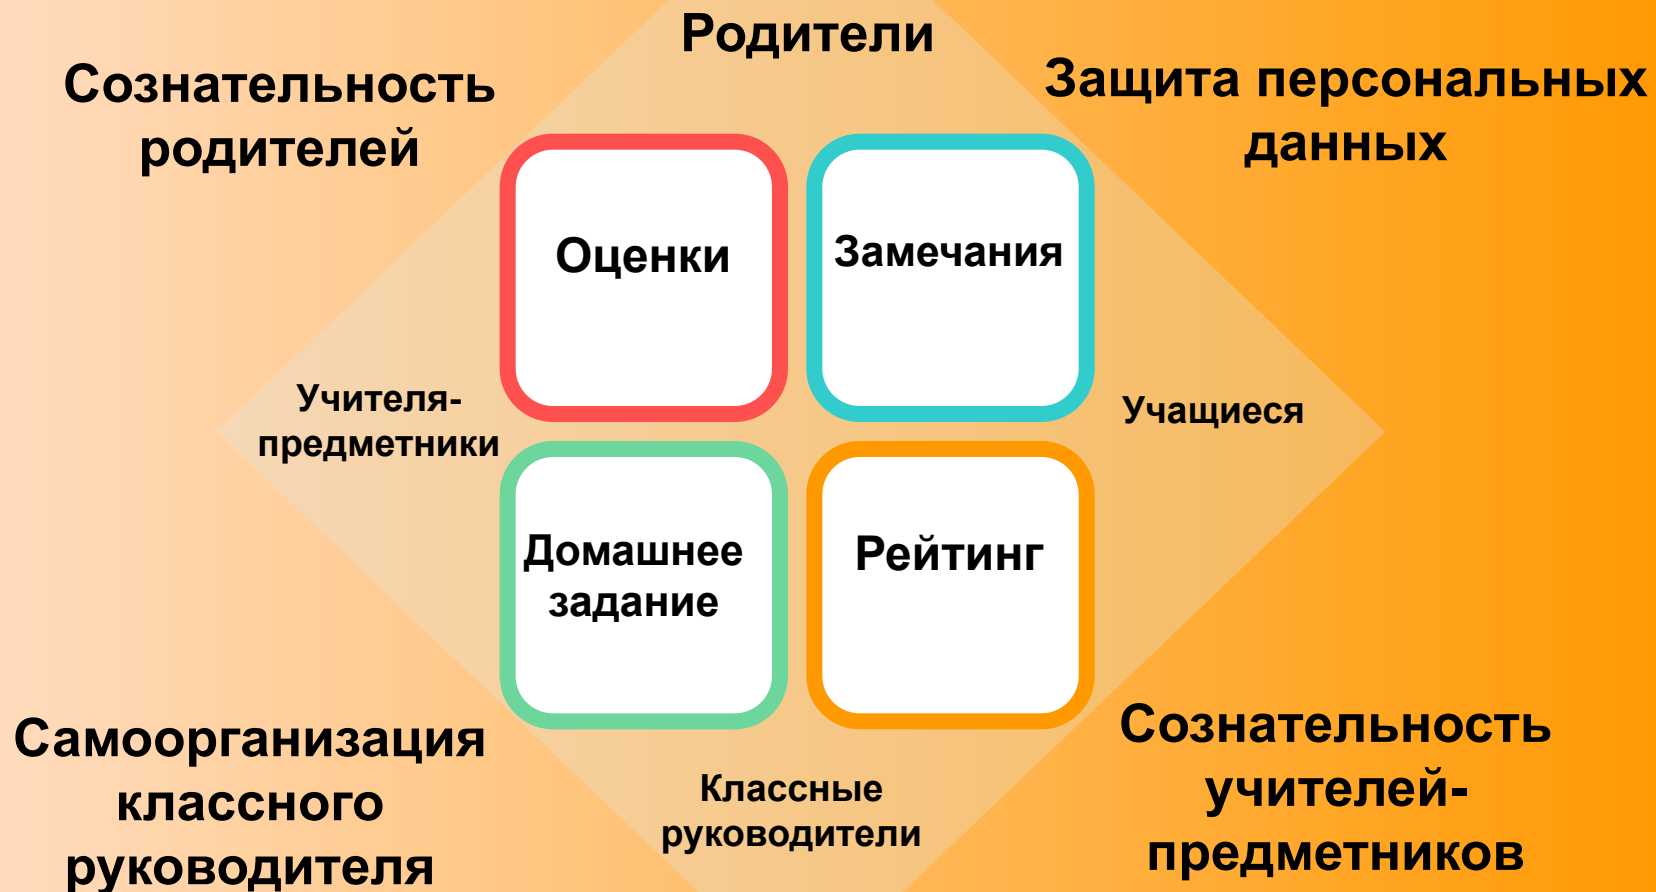 Родители
Сознательность
родителей
Защита персональных
данных
Оценки
Замечания
Учителя-
предметники
Учащиеся
Домашнее
задание
Рейтинг
Самоорганизация
классного
руководителя
Классные
руководители
Сознательность
учителей-
предметников